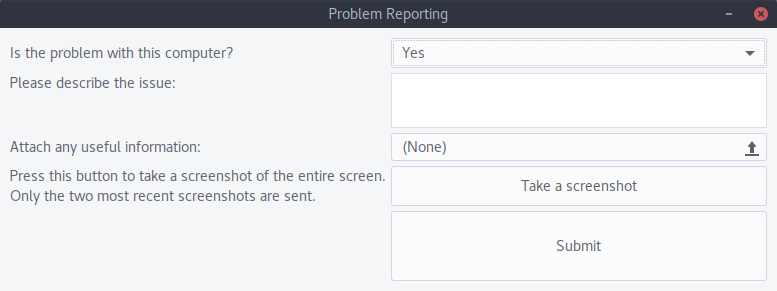 Problem Reporting
Is the problem with this computer?
Yes
Please describe the issue:
Attach any useful information:
(None)
Press this button to take a screenshot of the entire screen.
Only the two most recent screenshots are sent.
Take a screenshot
Submit